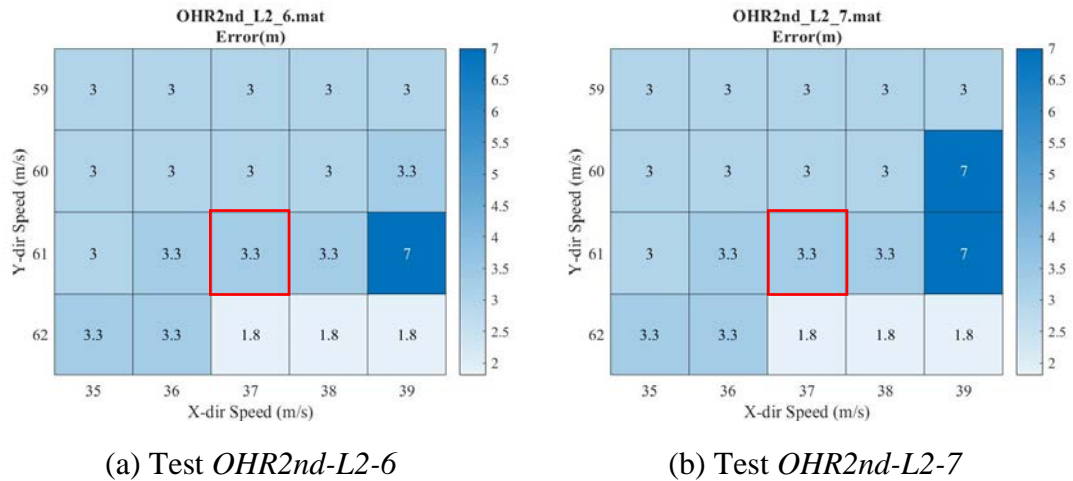 OHR2nd_L2_6.mat
Error(m)
Y-dir Speed (m/s)
59 3 3 3 3 3
60 3 3 3 3 3.3
61 3 3.3 3.3 3.3 7
62 3.3 3.3 1.8 1.8 1.8
35 36 37 38 39
X-dir Speed (m/s)
7
6.5
6
5.5
5
4.5
4
3.5
3
2.5
2
(a) Test OHR2nd-L2-6
OHR2nd_L2_7.mat
Error(m)
Y-dir Speed (m/s)
59 3 3 3 3 3
60 3 3 3 3 7
61 3 3.3 3.3 3.3 7
62 3.3 3.3 1.8 1.8 1.8
35 36 37 38 39
X-dir Speed (m/s)
7
6.5
6
5.5
5
4.5
4
3.5
3
2.5
2
(b) Test OHR2nd-L2-7